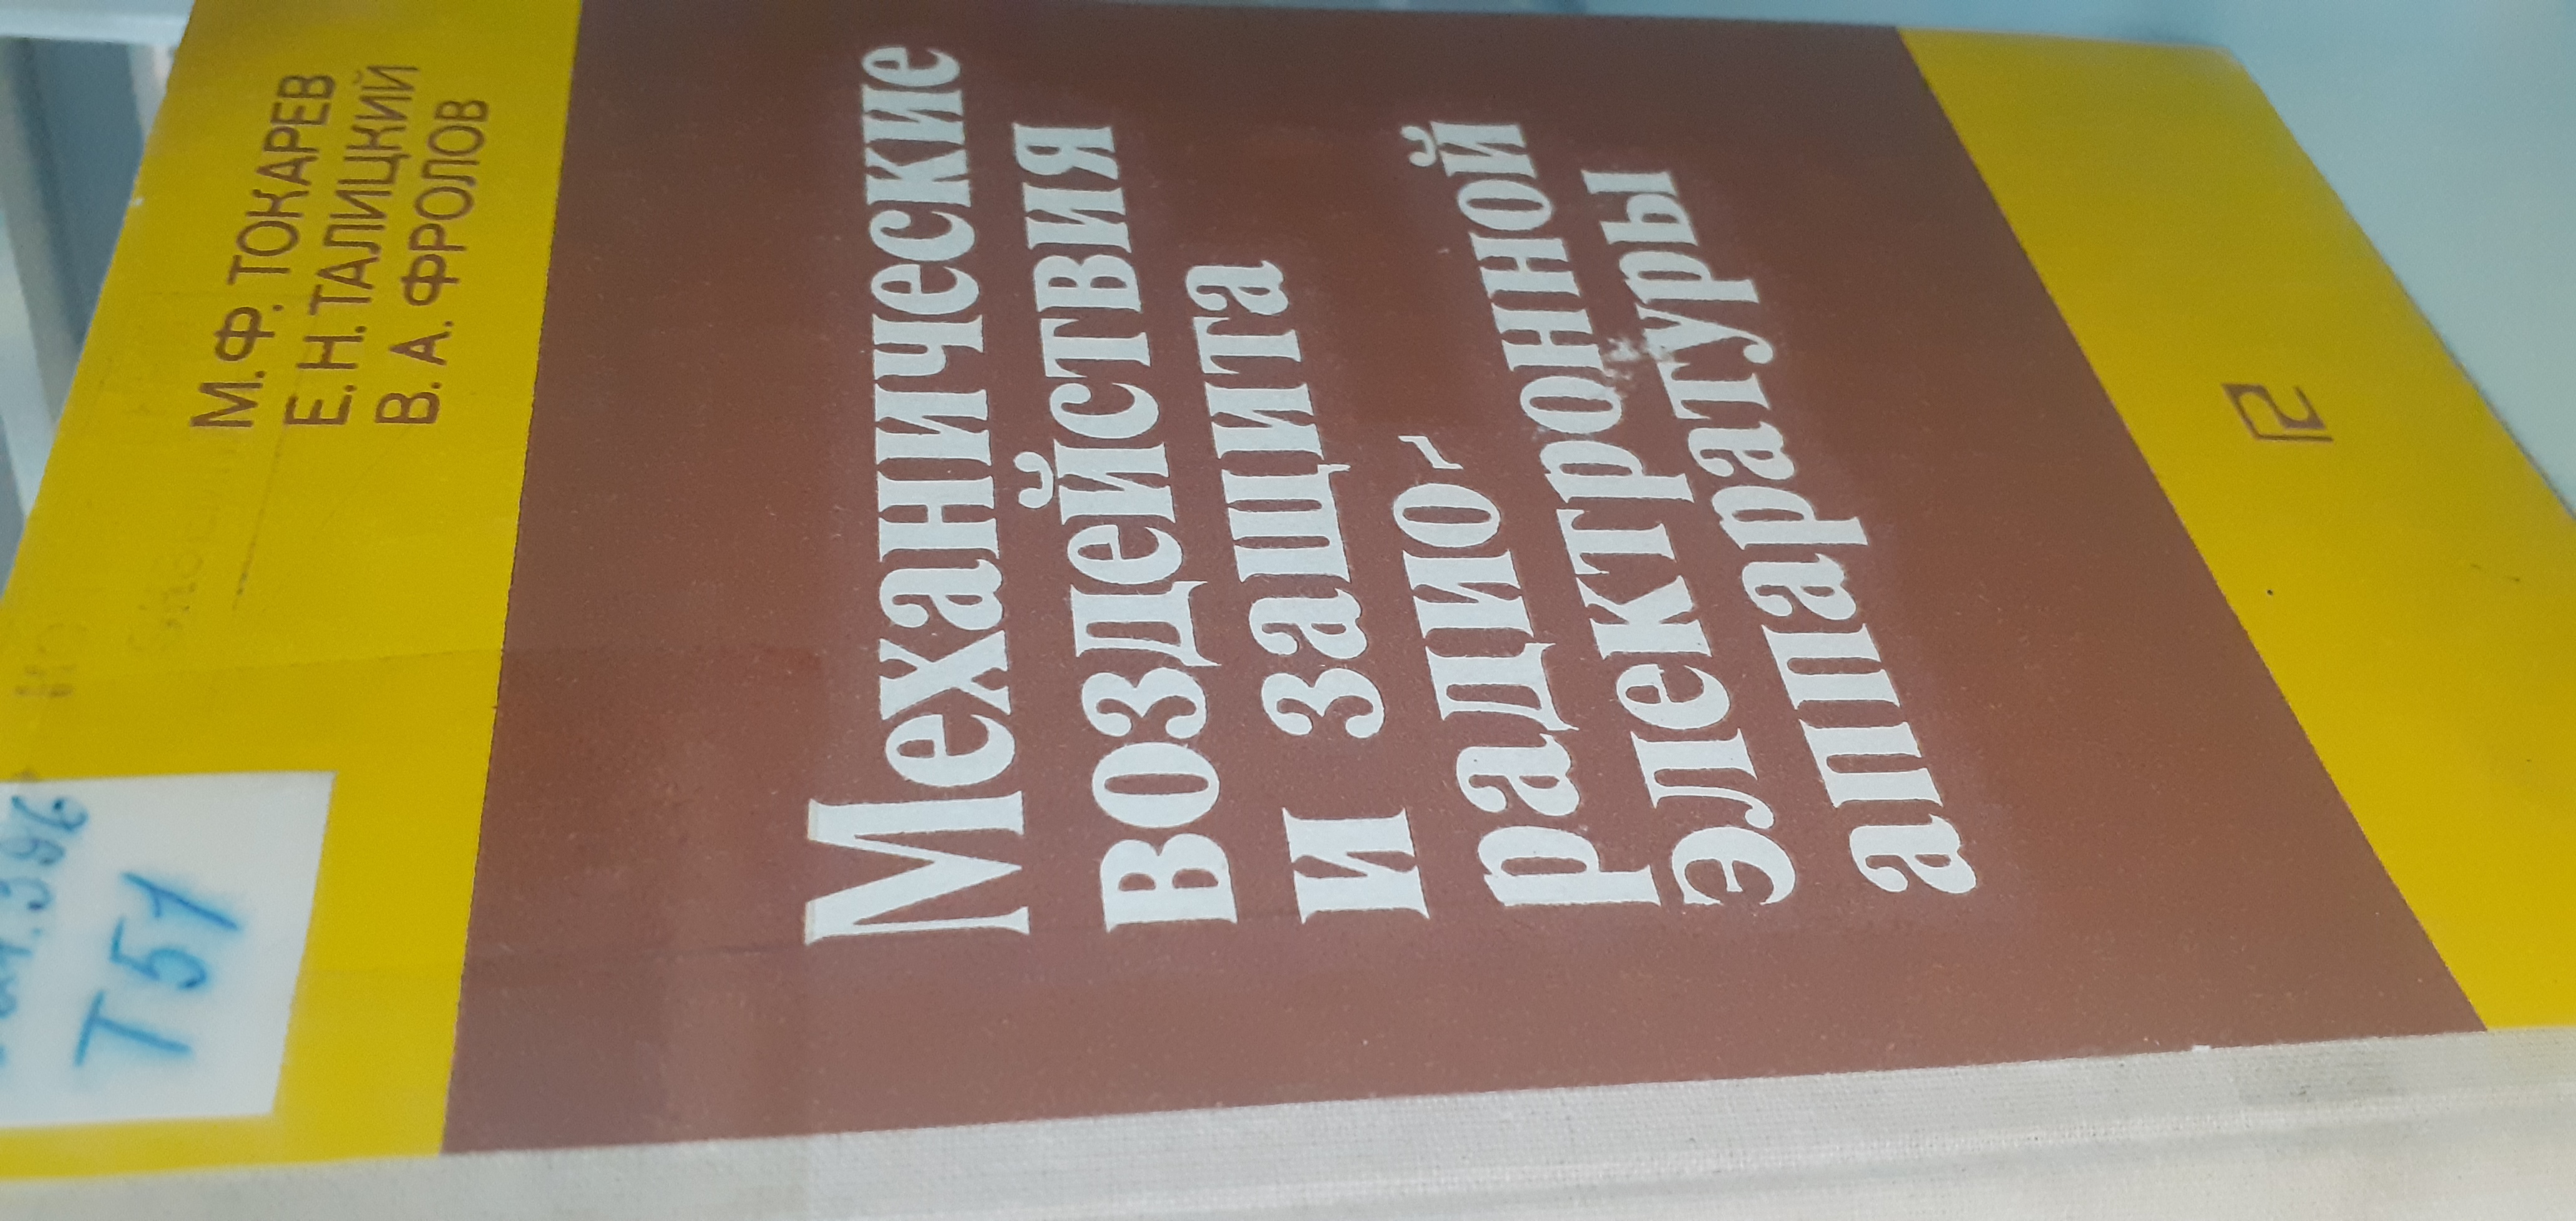 Т51
М. Ф. ТОКАРЕВ
Е. Н. ТАЛИЦКИЙ
В. А. ФРОЛОВ
Механические
воздействия
и защита
радио-
электронной
аппаратуры